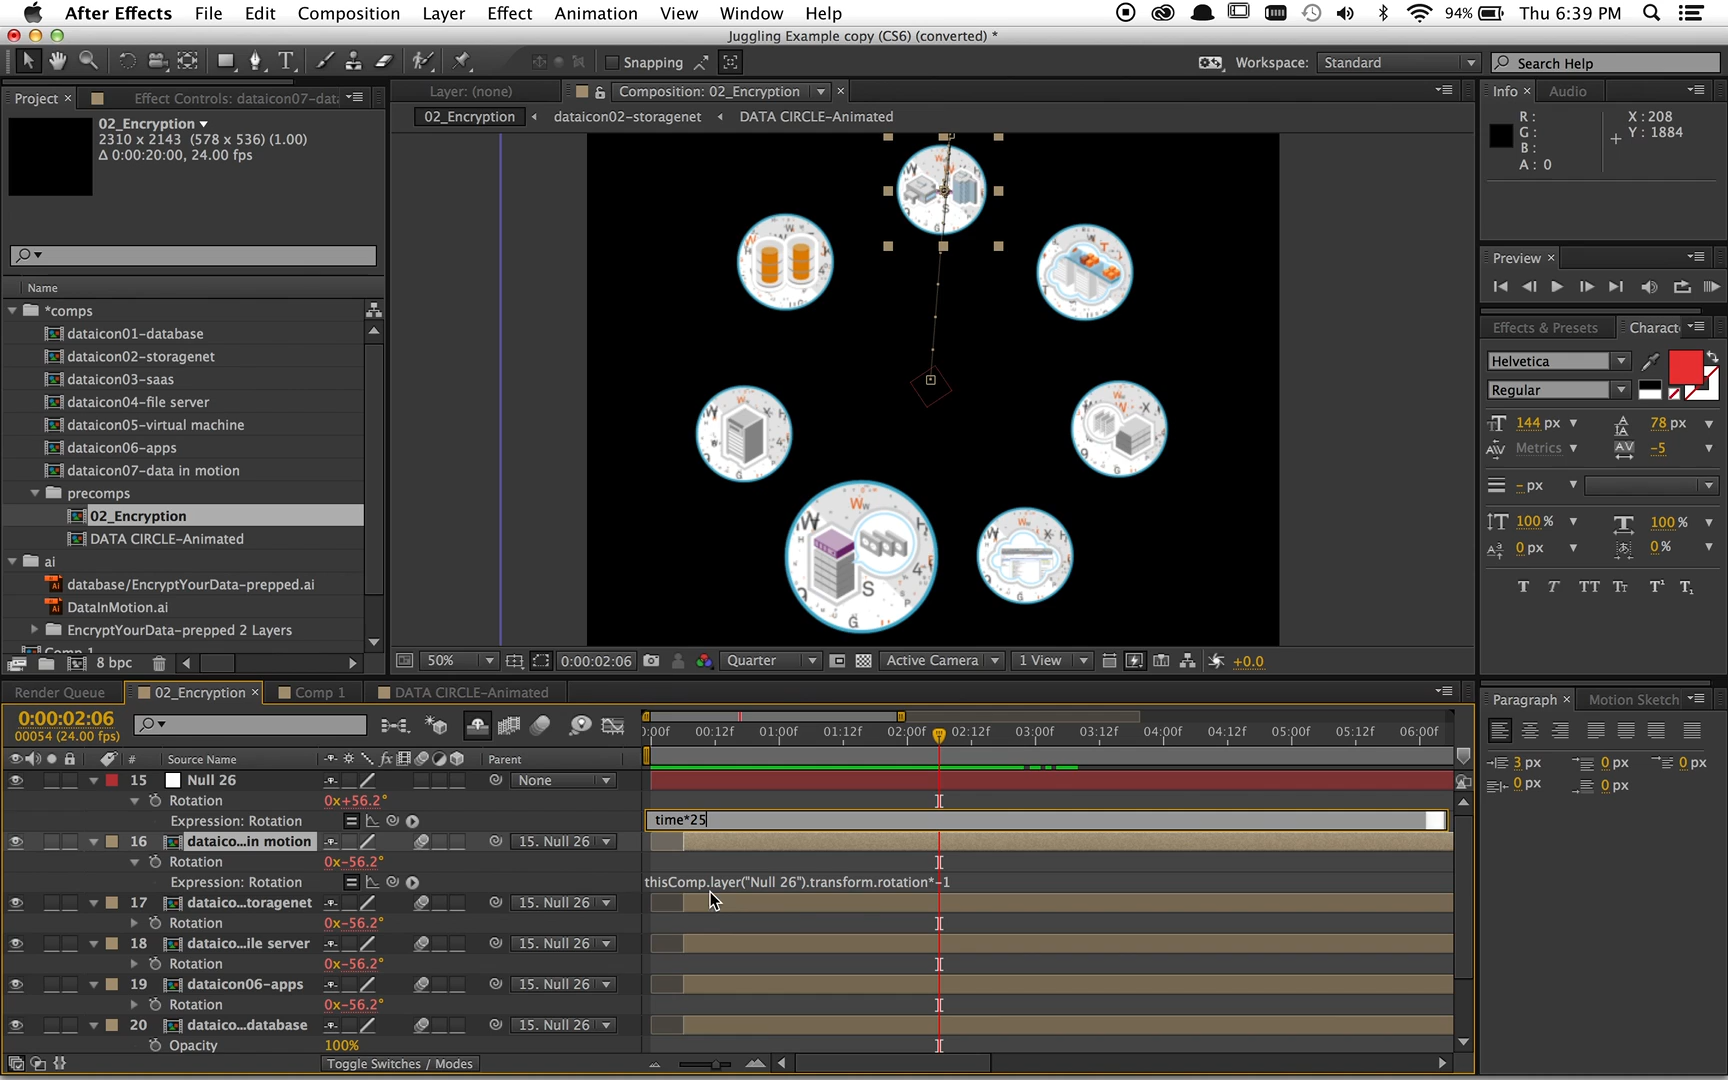 After Effects File Edit Composition Layer Effect Animation View Window Help 94% Thu 6:39 PM
Juggling Example copy (CS6) (converted) *
Snapping Workspace: Standard Search Help
Project × Effect Controls: dataicon07-dat
02_Encryption
2310 x 2143 (578 x 536) (1.00)
Δ 0:00:20:00, 24.00 fps
Name
*comps
dataicon01-database
dataicon02-storagenet
dataicon03-saas
dataicon04-file server
dataicon05-virtual machine
dataicon06-apps
dataicon07-data in motion
precomps
02_Encryption
DATA CIRCLE-Animated
ai
database/EncryptYourData-prepped.ai
DataInMotion.ai
EncryptYourData-prepped 2 Layers
Comp 1
8 bpc
Layer: (none) Composition: 02_Encryption ×
02_Encryption dataicon02-storagenet DATA CIRCLE-Animated
50% 0:00:02:06 Quarter Active Camera 1 View +0.0
Info × Audio
R : X : 208
G : Y : 1884
B :
A : 0
Preview ×
Effects & Presets Charact
Helvetica
Regular
144 px 78 px
Metrics -5
- px
100 % 100 %
0 px 0 %
T T TT Tт T¹ T₁
Paragraph × Motion Sketch
3 px 0 px 0 px
0 px 0 px
Render Queue 02_Encryption × Comp 1 DATA CIRCLE-Animated
0:00:02:06
00054 (24.00 fps)
:00f 00:12f 01:00f 01:12f 02:00f 02:12f 03:00f 03:12f 04:00f 04:12f 05:00f 05:12f 06:00f
# Source Name fx Parent
15 Null 26 None
Rotation 0x+56.2°
Expression: Rotation time*25
16 dataico...in motion 15. Null 26
Rotation 0x-56.2°
Expression: Rotation thisComp.layer("Null 26").transform.rotation*-1
17 dataico...toragenet 15. Null 26
Rotation 0x-56.2°
18 dataico...ile server 15. Null 26
Rotation 0x-56.2°
19 dataicon06-apps 15. Null 26
Rotation 0x-56.2°
20 dataico...database 15. Null 26
Opacity 100%
Toggle Switches / Modes